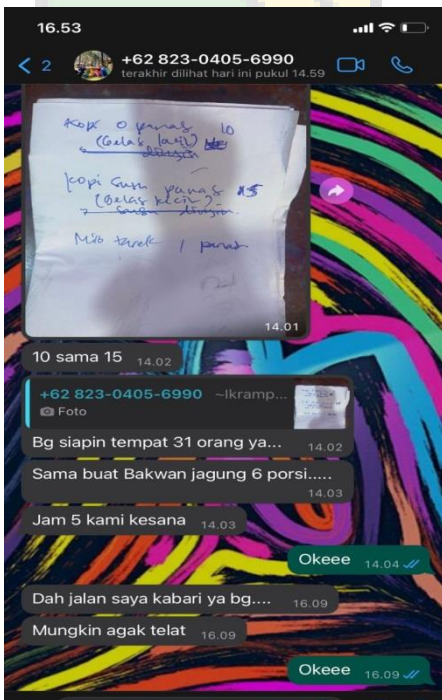 16.53
2
+62 823-0405-6990
terakhir dilihat hari ini pukul 14.59
Kopi O panas 10
(Gelas kecil)
Kopi susu panas 15
(Gelas kecil)
Milo tarek 1 panas
14.01
10 sama 15 14.02
+62 823-0405-6990 ~Ikramp...
Foto
Bg siapin tempat 31 orang ya... 14.02
Sama buat Bakwan jagung 6 porsi.....
14.03
Jam 5 kami kesana 14.03
Okeee 14.04
Dah jalan saya kabari ya bg.... 16.09
Mungkin agak telat 16.09
Okeee 16.09